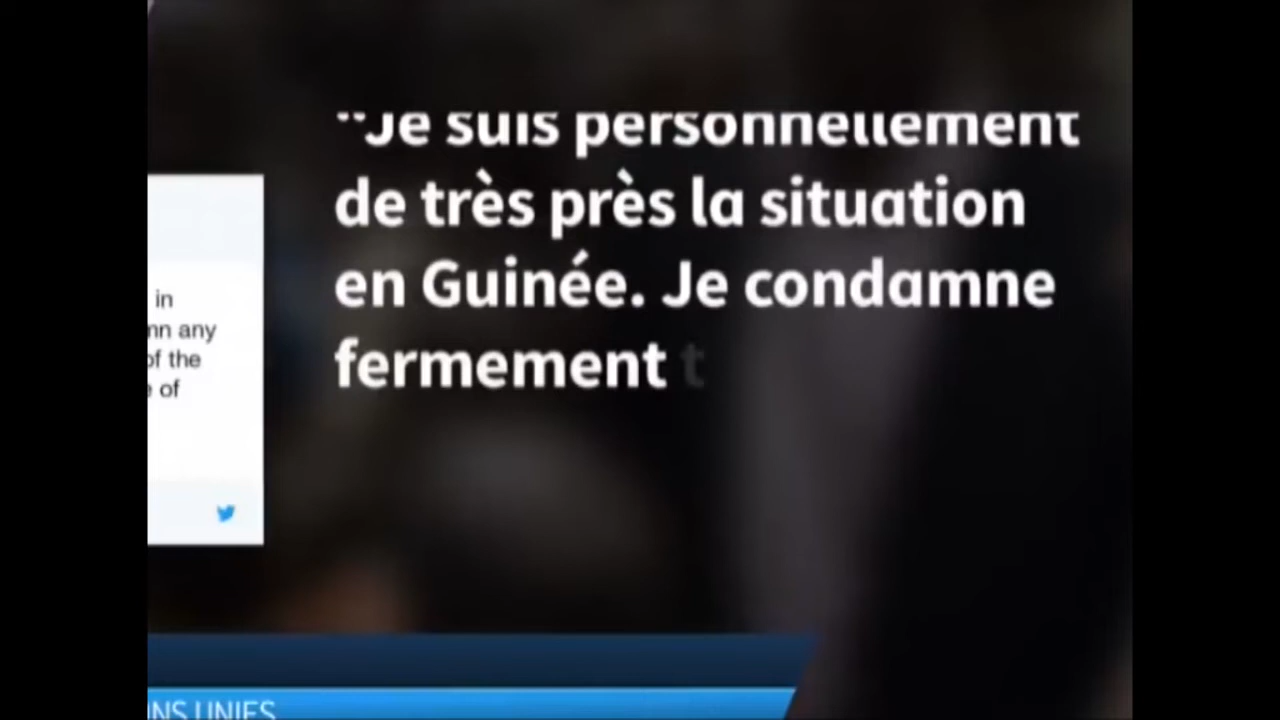 "Je suis personnellement
de très près la situation
en Guinée. Je condamne
fermement t
in
any
of the
of
UNIES